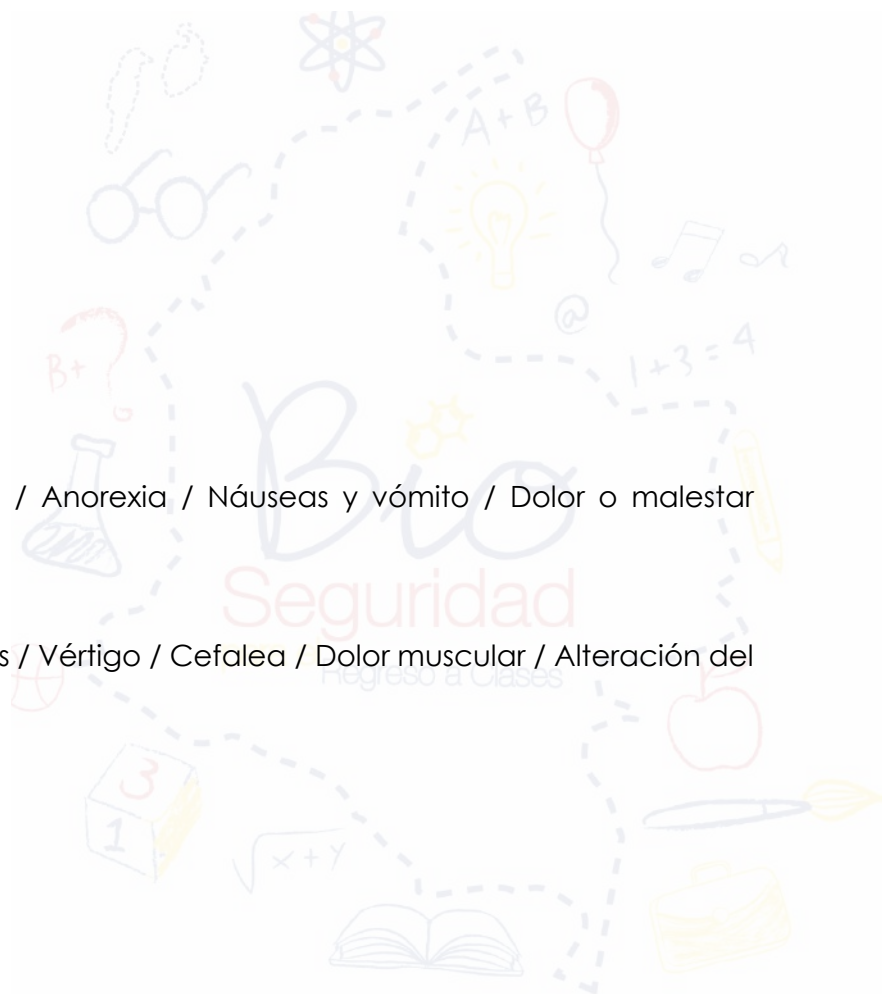 A + B
@
B+ ?
1 + 3 = 4
/ Anorexia / Náuseas y vómito / Dolor o malestar
Bio
Seguridad
s / Vértigo / Cefalea / Dolor muscular / Alteración del
Regreso a Clases
3
1
√x + y